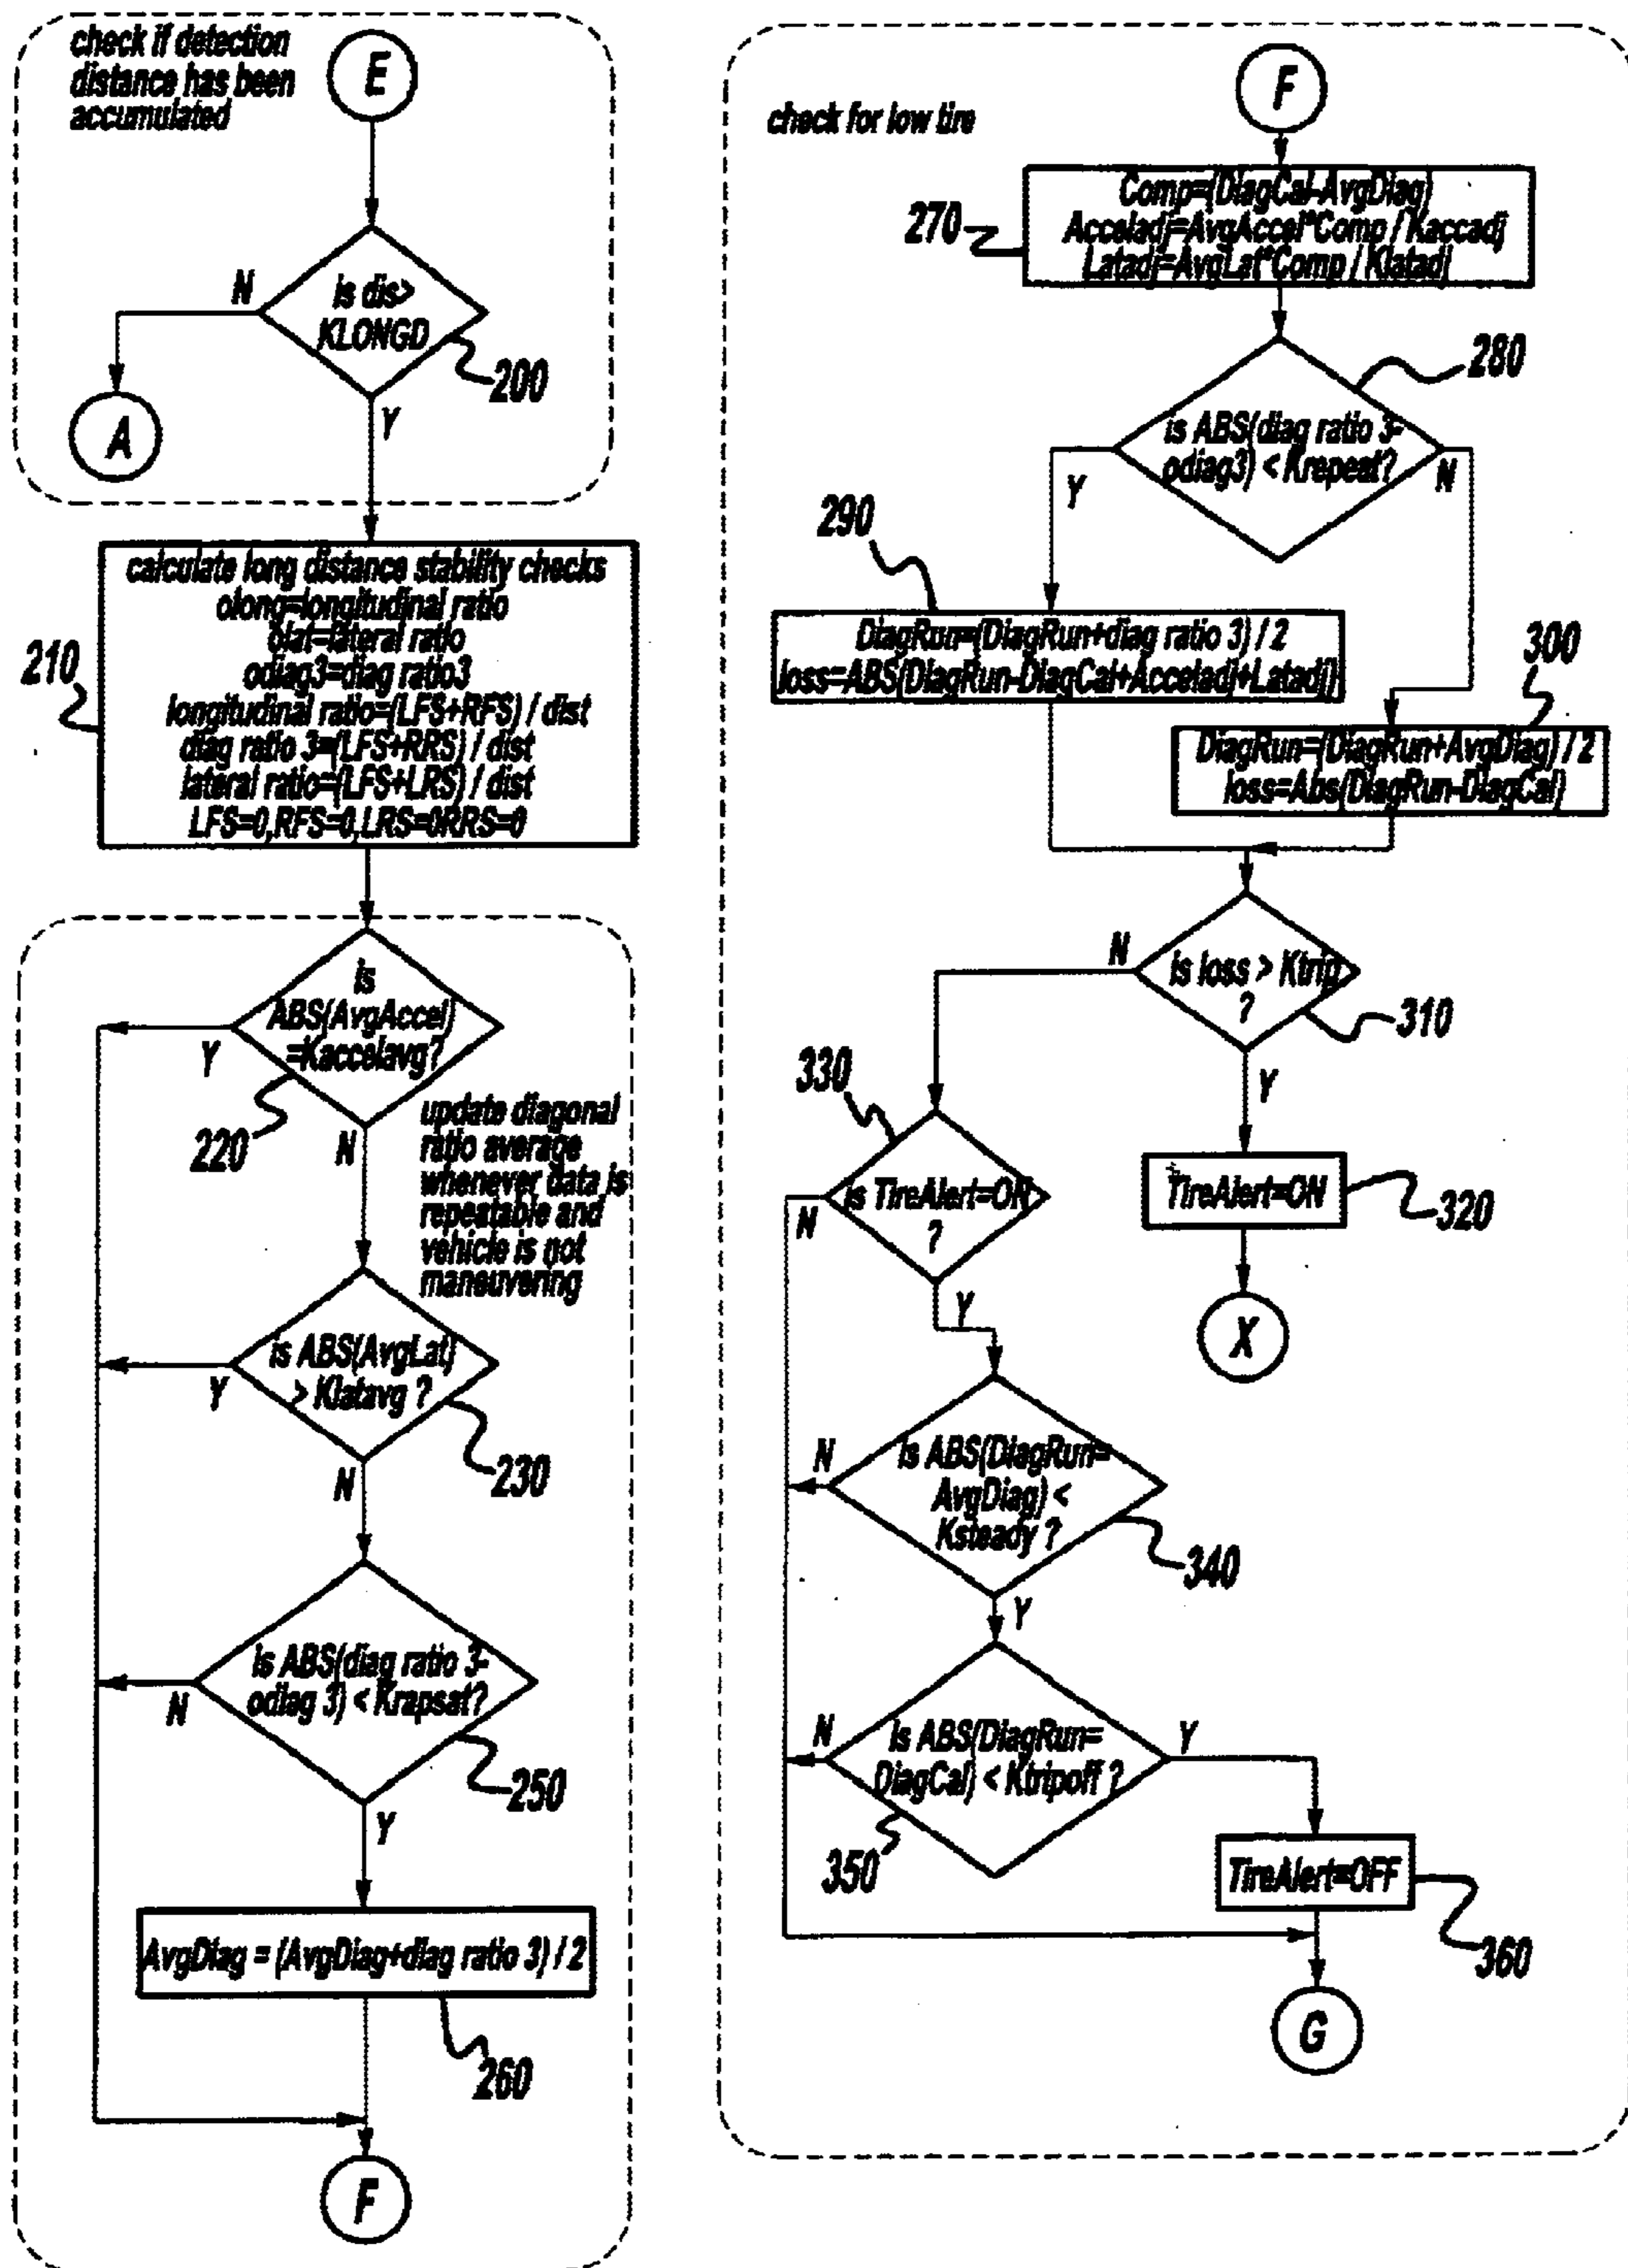 check if detection
distance has been
accumulated
E
is dis>
KLONGD
N
200
A
Y
calculate long distance stability checks
olong=longitudinal ratio
olat=lateral ratio
odiag3=diag ratio3
longitudinal ratio=(LFS+RFS) / dist
diag ratio 3=(LFS+RRS) / dist
lateral ratio=(LFS+LRS) / dist
LFS=0,RFS=0,LRS=0RRS=0
210
is
ABS(AvgAccel)
=Kaccelavg?
Y
220
N
update diagonal
ratio average
whenever data is
repeatable and
vehicle is not
maneuvering
is ABS(AvgLat)
> Klatavg ?
Y
230
N
is ABS(diag ratio 3-
odiag 3) < Krapsat?
N
250
Y
AvgDiag = (AvgDiag+diag ratio 3) / 2
260
F
check for low tire
F
Comp=(DiagCal-AvgDiag)
Acceladj=AvgAccel*Comp / Kaccadj
Latadj=AvgLat*Comp / Klatadj
270
280
is ABS(diag ratio 3-
odiag3) < Krepeat?
Y
N
290
DiagRun=(DiagRun+diag ratio 3) / 2
loss=ABS(DiagRun-DiagCal+Acceladj+Latadj)
300
DiagRun=(DiagRun+AvgDiag) / 2
loss=Abs(DiagRun-DiagCal)
N
is loss > Ktrip
?
310
Y
330
is TireAlert=ON
?
N
TireAlert=ON
320
Y
X
is ABS(DiagRun=
AvgDiag) <
Ksteady ?
N
340
Y
is ABS(DiagRun=
DiagCal) < Ktripoff ?
N
Y
350
TireAlert=OFF
360
G